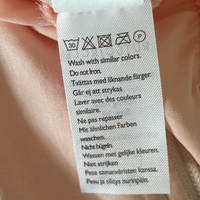 30 P
Wash with similar colors.
Do not Iron.
Tvättas med liknande färger.
Går ej att strykas
Laver avec des couleurs
similaire.
Ne pas repasser
Mit ähnlichen Farben
waschen.
Nicht bügeln.
Wassen met gelijke kleuren.
Niet strijken
Pese samanväristen kanssa.
Pesu ja silitys nurinpäin.